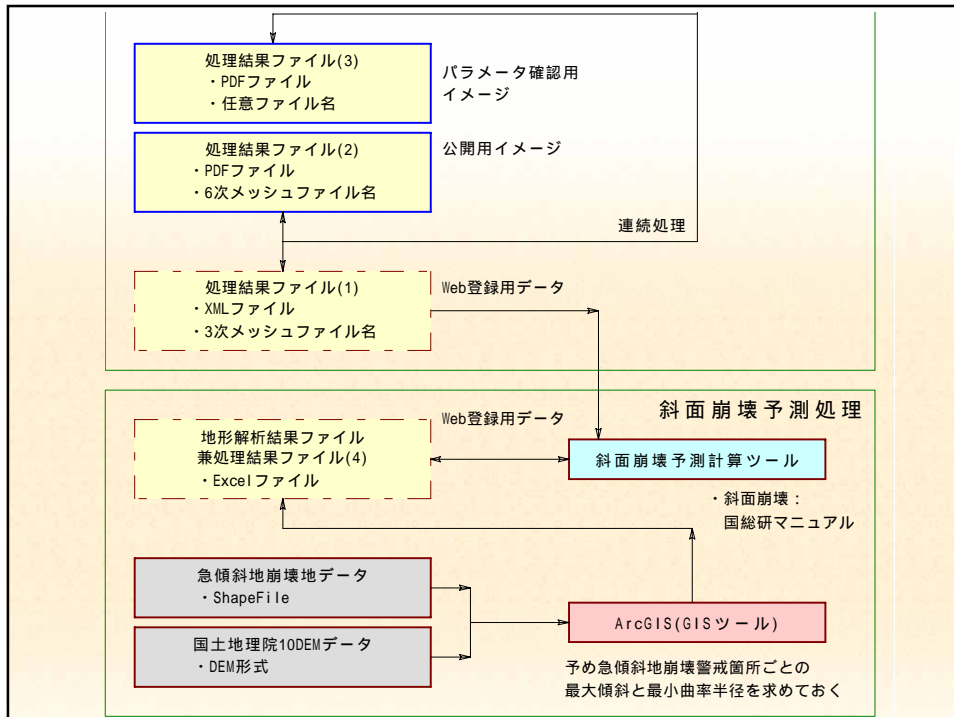 処理結果ファイル(3)
・PDFファイル
・任意ファイル名
パラメータ確認用
イメージ
処理結果ファイル(2)
・PDFファイル
・6次メッシュファイル名
公開用イメージ
連続処理
処理結果ファイル(1)
・XMLファイル
・3次メッシュファイル名
Web登録用データ
斜面崩壊予測処理
Web登録用データ
地形解析結果ファイル
兼処理結果ファイル(4)
・Excelファイル
斜面崩壊予測計算ツール
・斜面崩壊：
国総研マニュアル
急傾斜地崩壊地データ
・ShapeFile
ArcGIS(GISツール)
国土地理院10DEMデータ
・DEM形式
予め急傾斜地崩壊警戒箇所ごとの
最大傾斜と最小曲率半径を求めておく